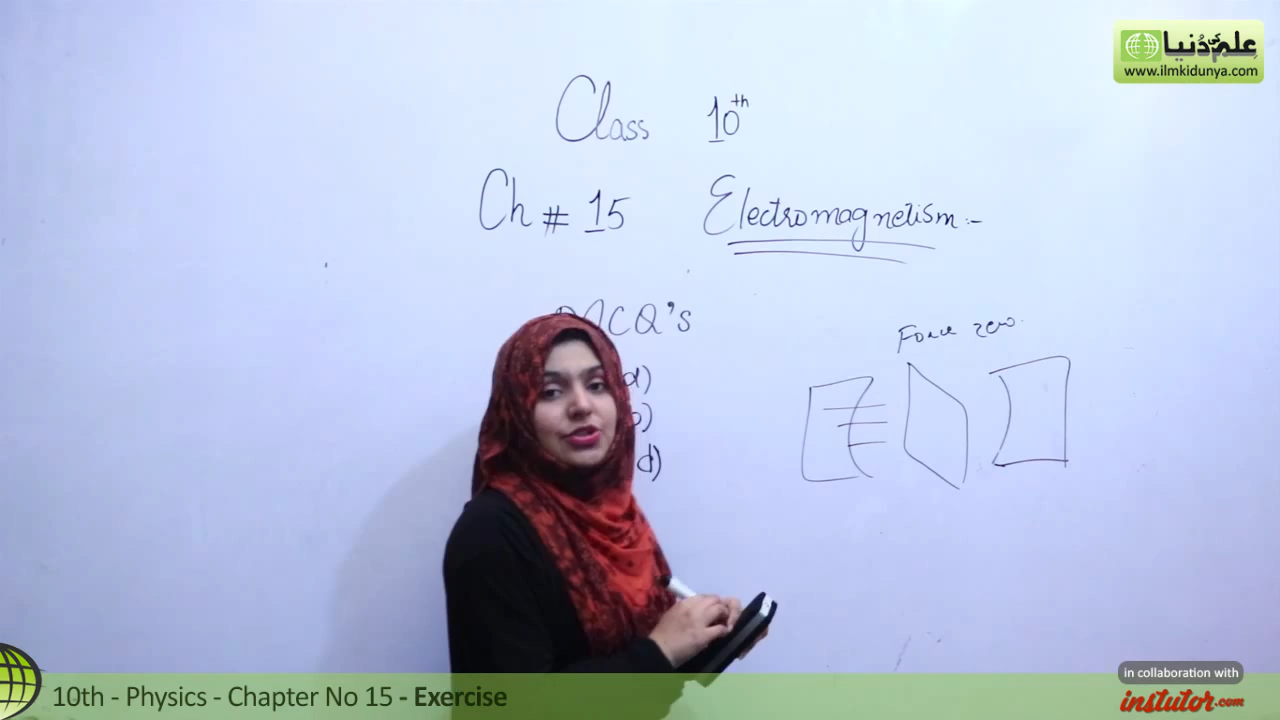 علم کی دُنیا
www.ilmkidunya.com
Class 10th
Ch # 15 Electromagnetism :-
MCQ's
Force zero.
d)
b)
d)
in collaboration with
instutor.com
10th - Physics - Chapter No 15 - Exercise